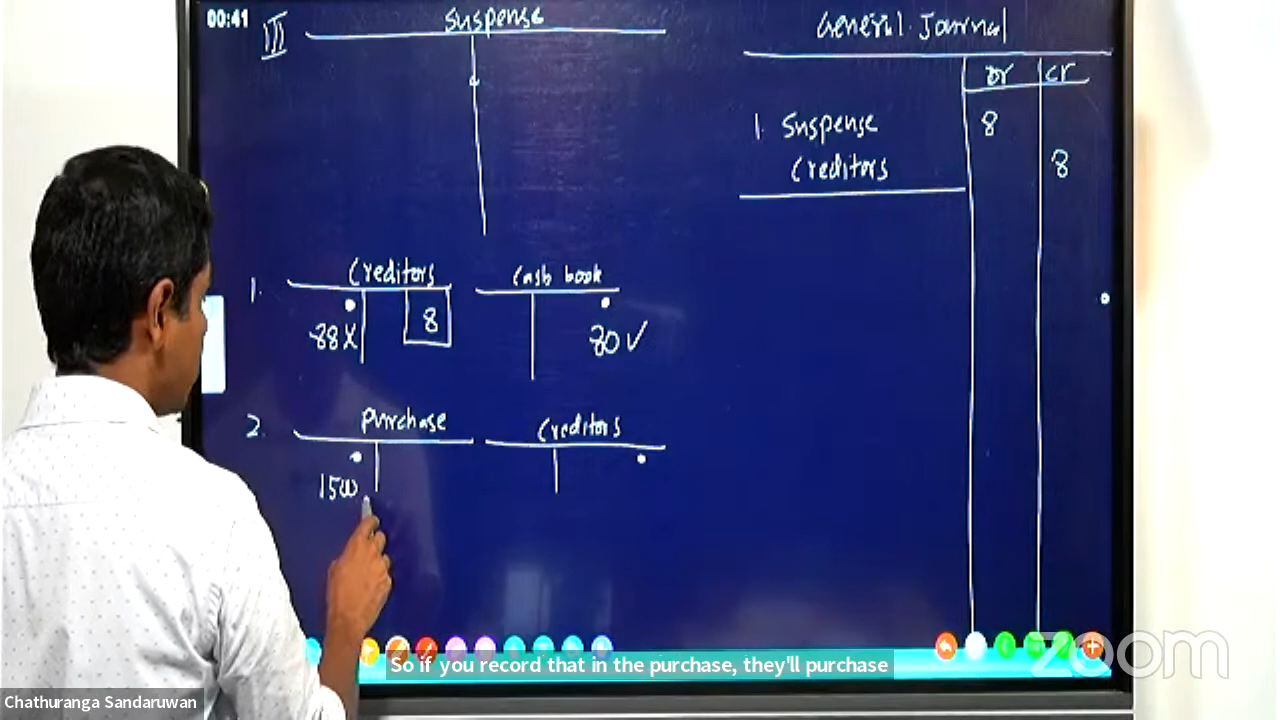 00:41
III
Suspense
General Journal
Dr Cr
1. Suspense 8
Creditors 8
1. Creditors Cash book
88 X 8 80 ✓
2. Purchase Creditors
1500
So if you record that in the purchase, they'll purchase
zoom
Chathuranga Sandaruwan